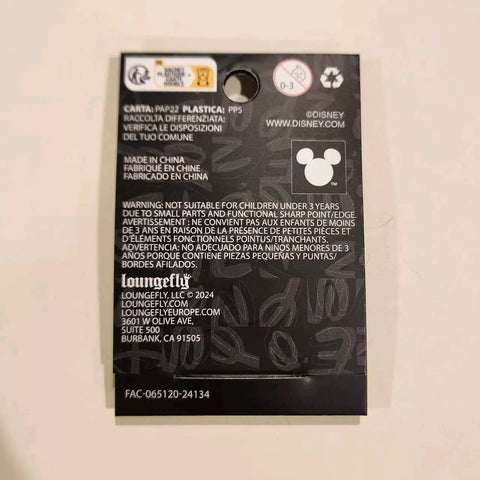 FR
SACHET
PLASTIQUE +
CARTE
DOUBLE
0-3
CARTA: PAP22 PLASTICA: PP5
RACCOLTA DIFFERENZIATA:
VERIFICA LE DISPOSIZIONI
DEL TUO COMUNE
©DISNEY
WWW.DISNEY.COM
MADE IN CHINA
FABRIQUÉ EN CHINE
FABRICADO EN CHINA
TM
WARNING: NOT SUITABLE FOR CHILDREN UNDER 3 YEARS
DUE TO SMALL PARTS AND FUNCTIONAL SHARP POINT/EDGE.
AVERTISSEMENT : NE CONVIENT PAS AUX ENFANTS DE MOINS
DE 3 ANS EN RAISON DE LA PRÉSENCE DE PETITES PIÈCES ET
D'ÉLÉMENTS FONCTIONNELS POINTUS/TRANCHANTS.
ADVERTENCIA: NO ADECUADO PARA NIÑOS MENORES DE 3
AÑOS PORQUE CONTIENE PIEZAS PEQUEÑAS Y PUNTAS/
BORDES AFILADOS.
loungefly
LOUNGEFLY, LLC © 2024
LOUNGEFLY.COM
LOUNGEFLYEUROPE.COM
3601 W OLIVE AVE,
SUITE 500
BURBANK, CA 91505
FAC-065120-24134